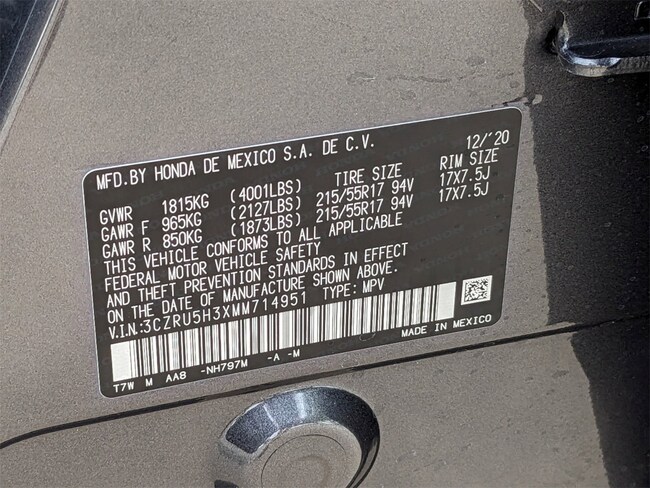 MFD.BY HONDA DE MEXICO S.A. DE C.V. 12/'20
TIRE SIZE RIM SIZE
GVWR 1815KG (4001LBS)
GAWR F 965KG (2127LBS) 215/55R17 94V 17X7.5J
GAWR R 850KG (1873LBS) 215/55R17 94V 17X7.5J
THIS VEHICLE CONFORMS TO ALL APPLICABLE
FEDERAL MOTOR VEHICLE SAFETY
AND THEFT PREVENTION STANDARDS IN EFFECT
ON THE DATE OF MANUFACTURE SHOWN ABOVE.
V.I.N:3CZRU5H3XMM714951 TYPE: MPV
MADE IN MEXICO
T7W M AA8 -NH797M -A -M